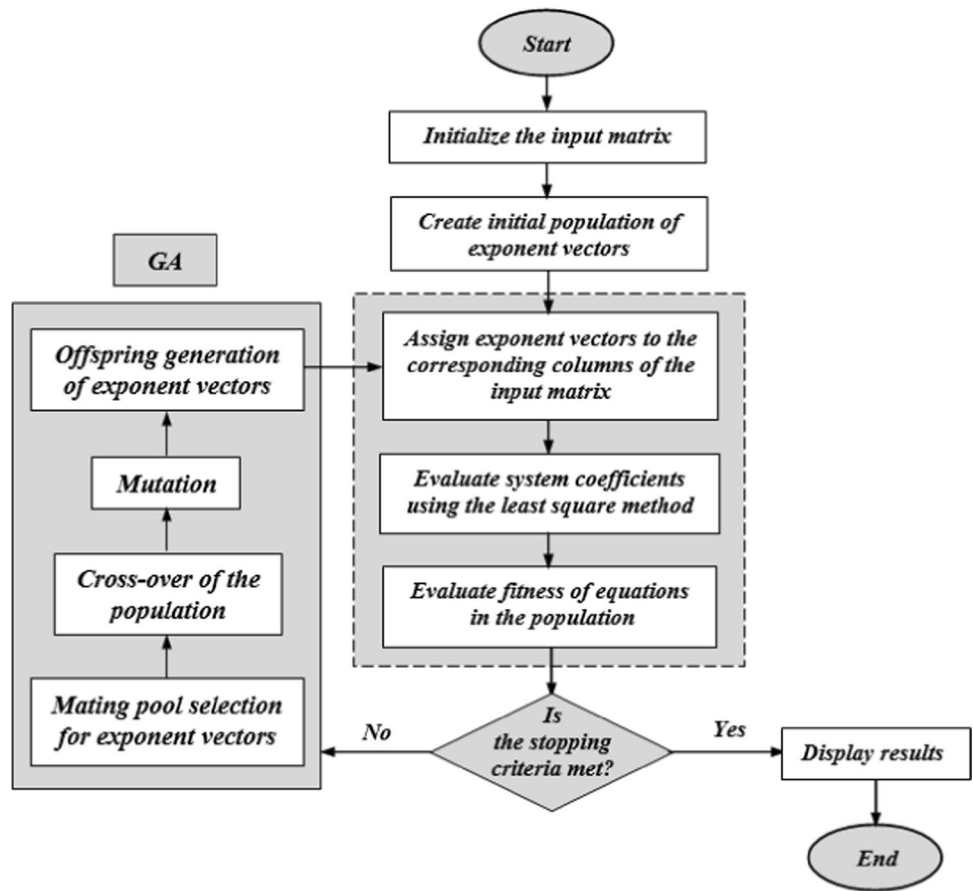 Start
Initialize the input matrix
Create initial population of
exponent vectors
GA
Offspring generation
of exponent vectors
Mutation
Cross-over of the
population
Mating pool selection
for exponent vectors
Assign exponent vectors to the
corresponding columns of the
input matrix
Evaluate system coefficients
using the least square method
Evaluate fitness of equations
in the population
Is
the stopping
criteria met?
No
Yes
Display results
End